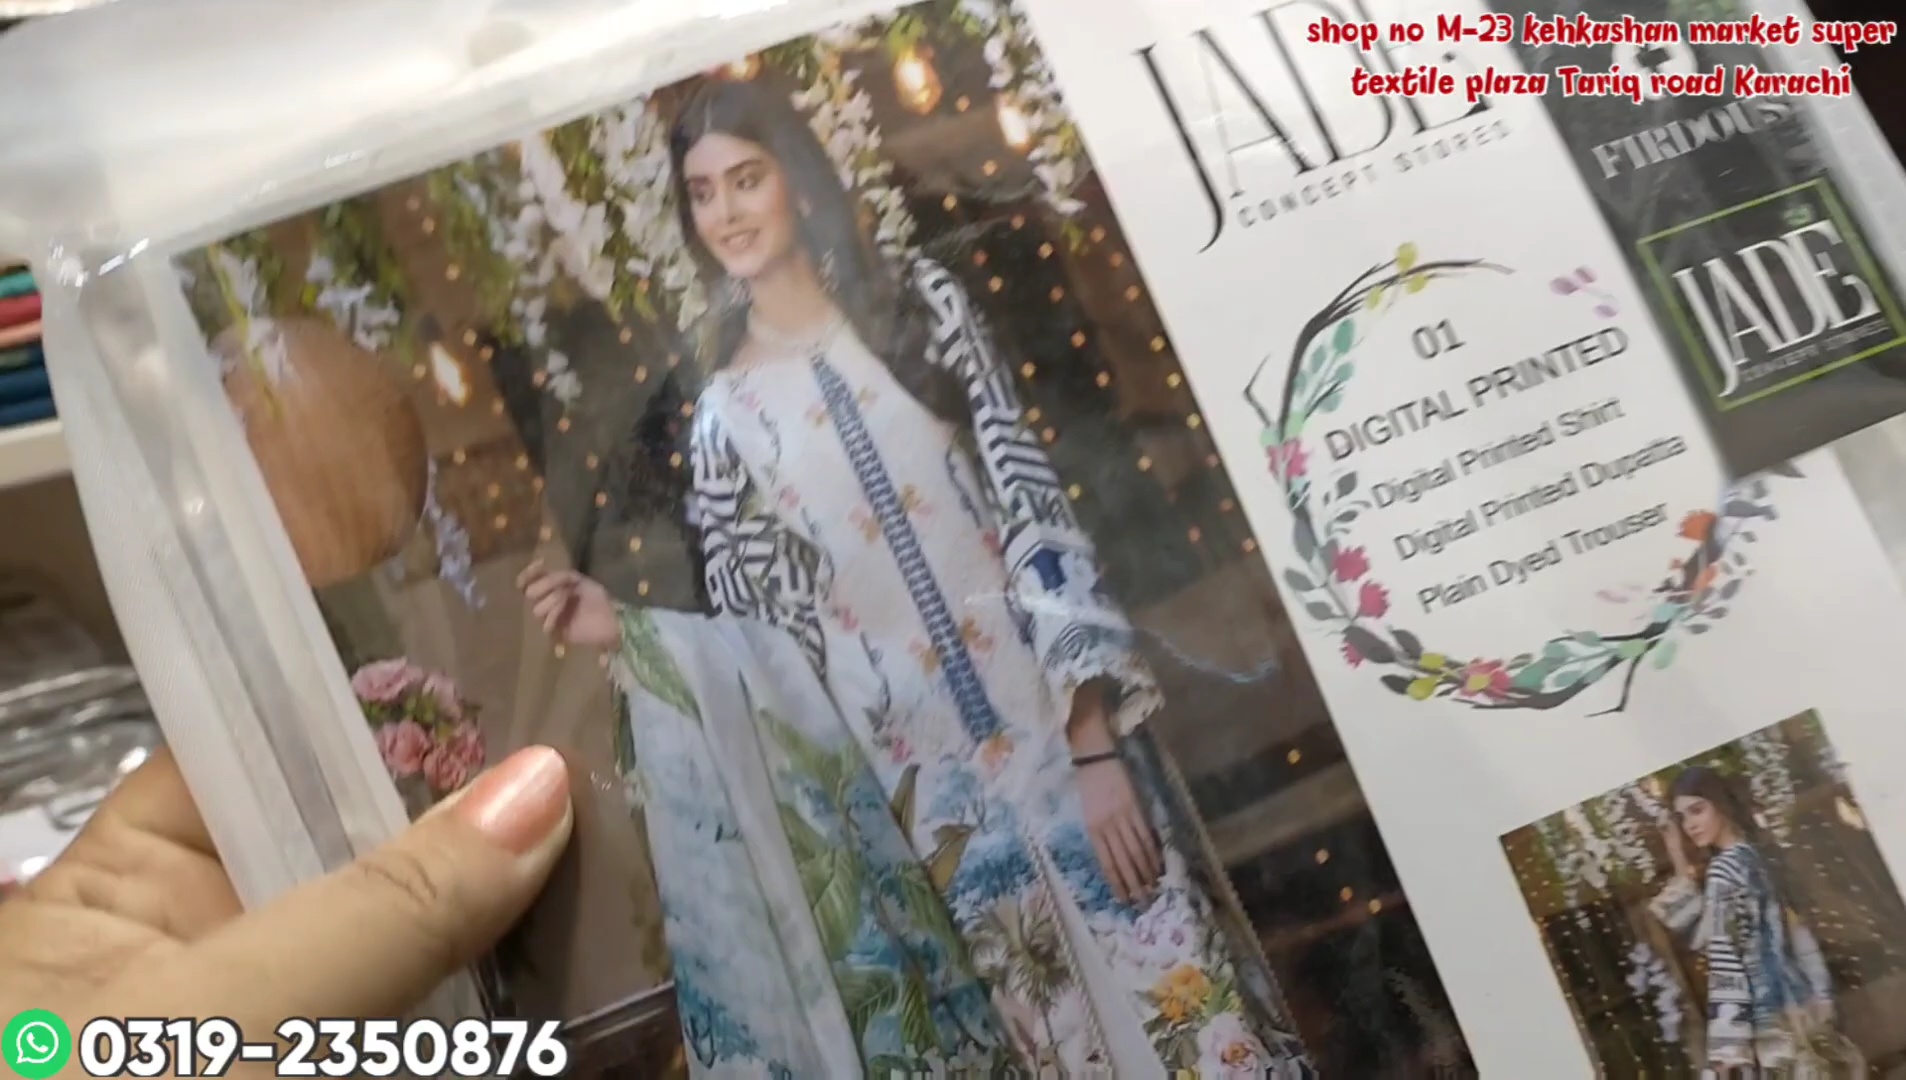 shop no M-23 kehkashan market super
textile plaza Tariq road Karachi
JADE
CONCEPT STORES
FIRDOUS
JADE
01
DIGITAL PRINTED
Digital Printed Shirt
Digital Printed Dupatta
Plain Dyed Trouser
0319-2350876